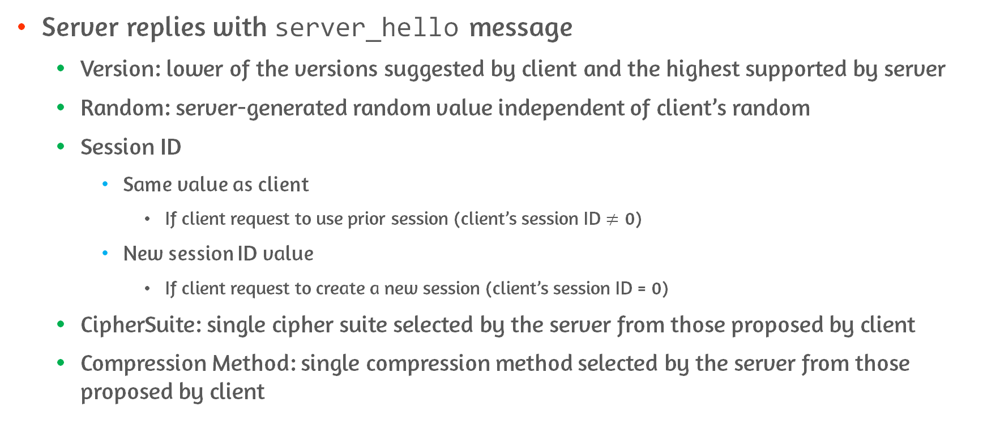 • Server replies with server_hello message
• Version: lower of the versions suggested by client and the highest supported by server
• Random: server-generated random value independent of client’s random
• Session ID
• Same value as client
• If client request to use prior session (client’s session ID ≠ 0)
• New session ID value
• If client request to create a new session (client’s session ID = 0)
• CipherSuite: single cipher suite selected by the server from those proposed by client
• Compression Method: single compression method selected by the server from those
proposed by client